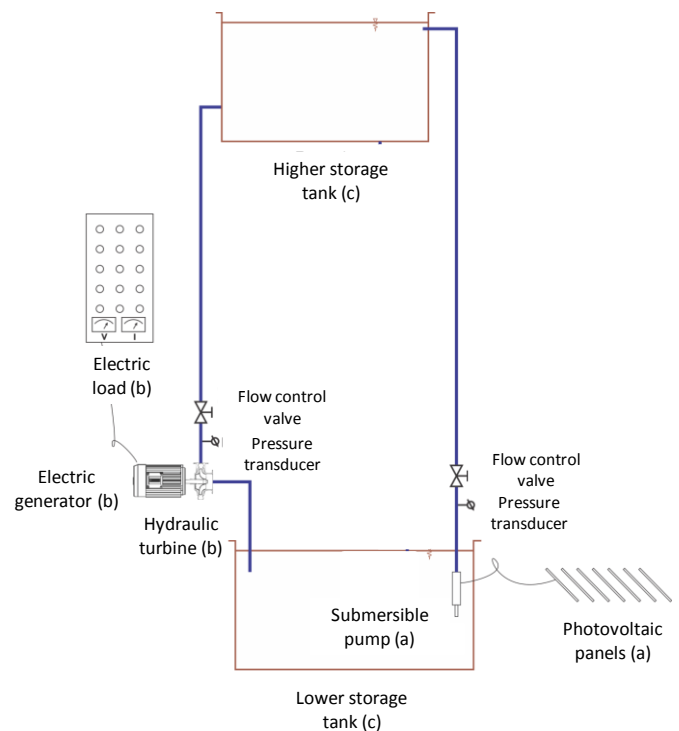 Higher storage
tank (c)
V I
Electric
load (b)
Flow control
valve
Pressure
transducer
Electric
generator (b)
Hydraulic
turbine (b)
Flow control
valve
Pressure
transducer
Submersible
pump (a)
Photovoltaic
panels (a)
Lower storage
tank (c)